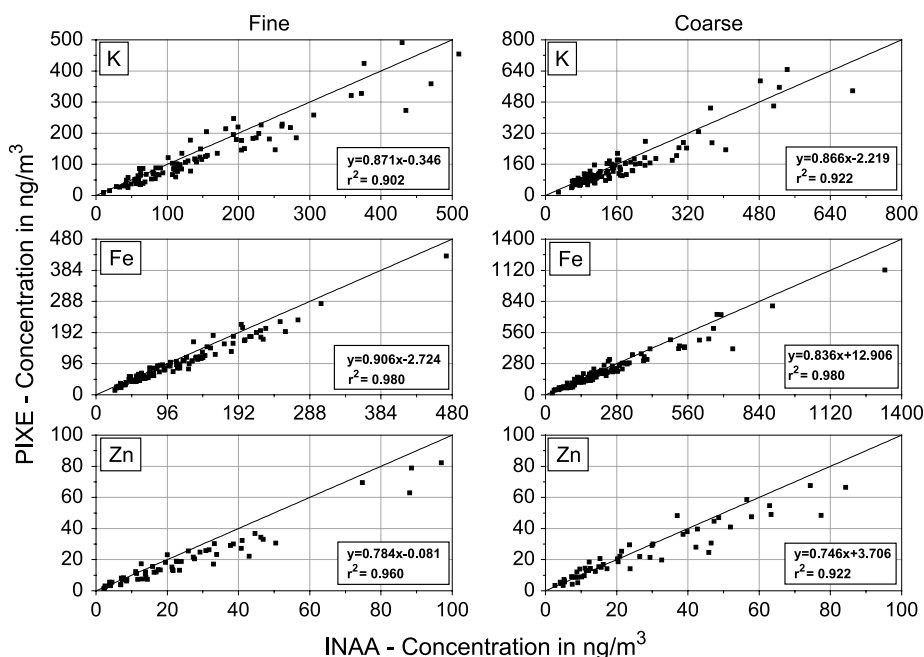 Fine
Coarse
PIXE - Concentration in ng/m³
500
400
300
200
100
0
K
y=0.871x-0.346
r²= 0.902
0 100 200 300 400 500
800
640
480
320
160
0
K
y=0.866x-2.219
r²= 0.922
0 160 320 480 640 800
480
384
288
192
96
0
Fe
y=0.906x-2.724
r²= 0.980
0 96 192 288 384 480
1400
1120
840
560
280
0
Fe
y=0.836x+12.906
r²= 0.980
0 280 560 840 1120 1400
100
80
60
40
20
0
Zn
y=0.784x-0.081
r²= 0.960
0 20 40 60 80 100
100
80
60
40
20
0
Zn
y=0.746x+3.706
r²= 0.922
0 20 40 60 80 100
INAA - Concentration in ng/m³